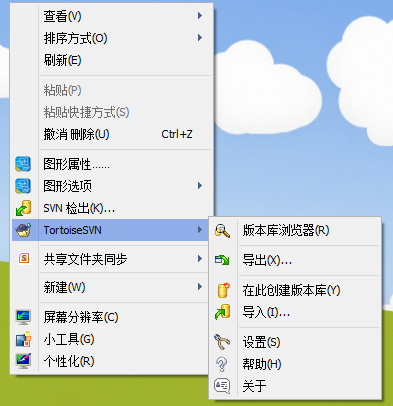 查看(V)
排序方式(O)
刷新(E)
粘贴(P)
粘贴快捷方式(S)
撤消 删除(U) Ctrl+Z
图形属性......
图形选项
SVN 检出(K)...
TortoiseSVN
共享文件夹同步
新建(W)
屏幕分辨率(C)
小工具(G)
个性化(R)
版本库浏览器(R)
导出(X)...
在此创建版本库(Y)
导入(I)...
设置(S)
帮助(H)
关于